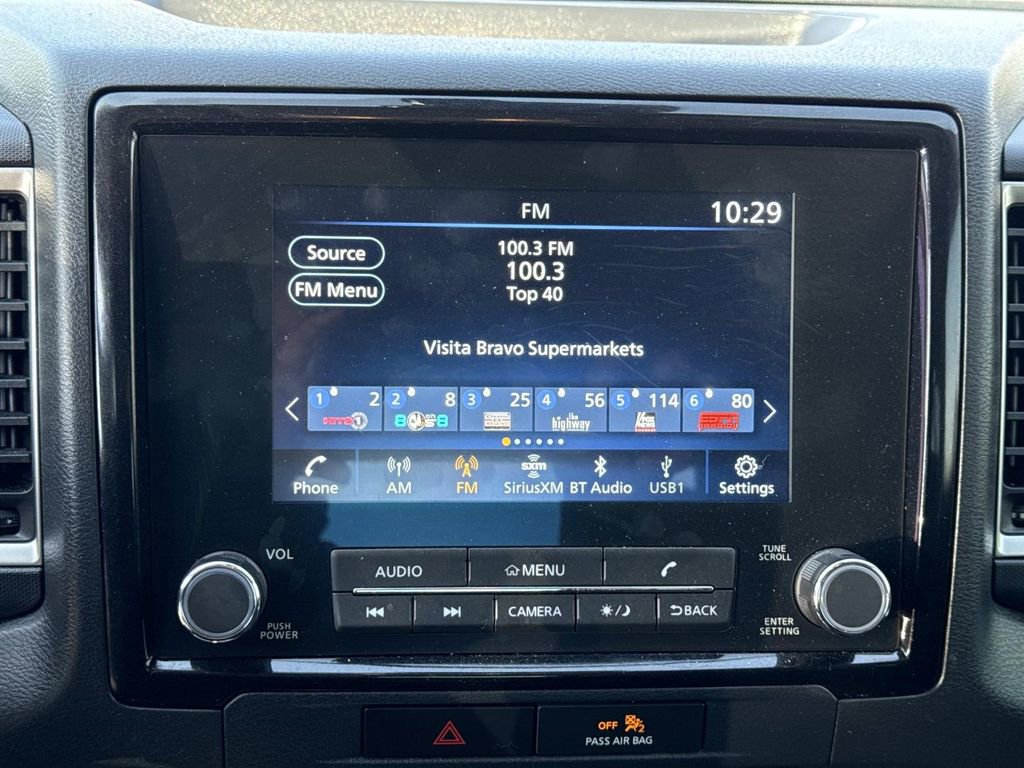 FM
10:29
Source
100.3 FM
100.3
FM Menu
Top 40
Visita Bravo Supermarkets
1 2
2 8
3 25
4 56
5 114
6 80
the
highway
Phone
AM
FM
sxm
SiriusXM
BT Audio
USB1
Settings
VOL
AUDIO
MENU
TUNE
SCROLL
CAMERA
BACK
PUSH
POWER
ENTER
SETTING
OFF
2
PASS AIR BAG